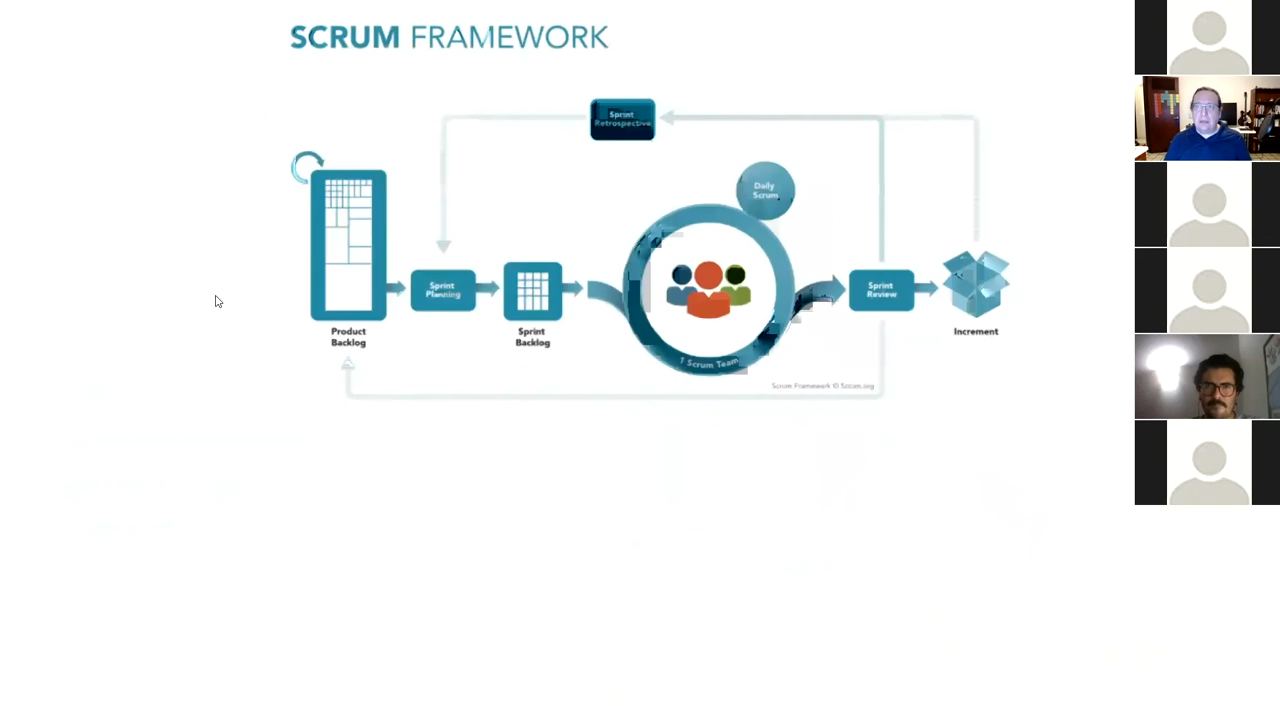 SCRUM FRAMEWORK
Sprint
Retrospective
Daily
Scrum
Sprint
Planning
Sprint
Review
Product
Backlog
Sprint
Backlog
Increment
1 Scrum Team
Scrum Framework © Scrum.org